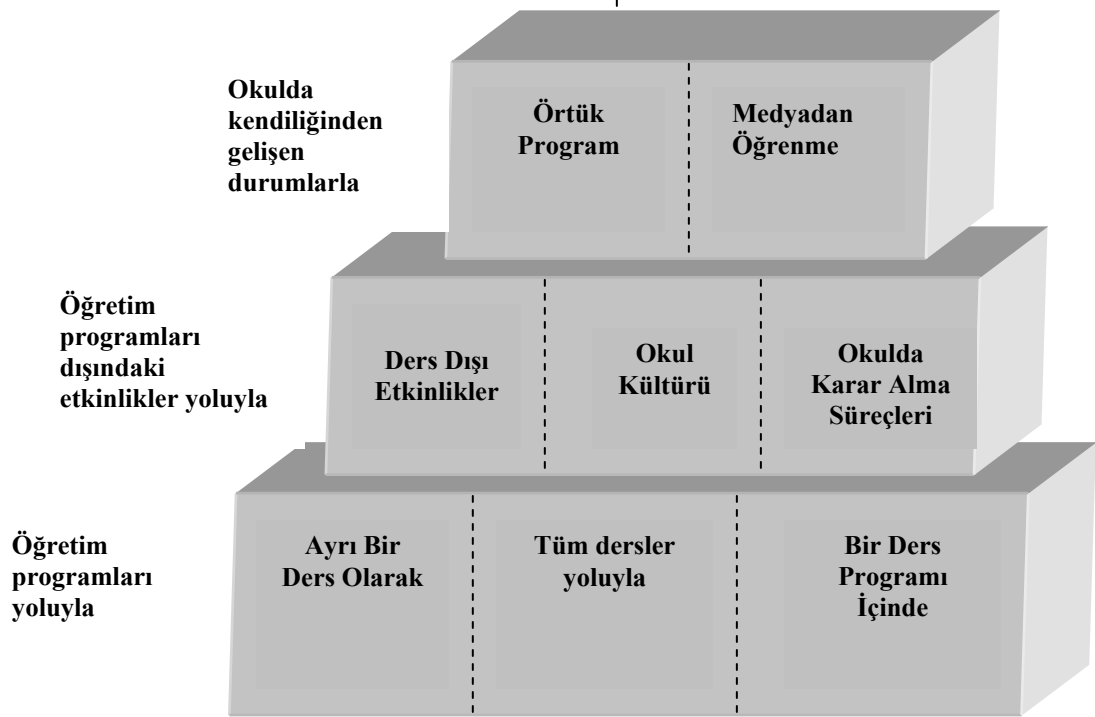 Okulda
kendiliğinden
gelişen
durumlarla
Örtük
Program
Medyadan
Öğrenme
Öğretim
programları
dışındaki
etkinlikler yoluyla
Ders Dışı
Etkinlikler
Okul
Kültürü
Okulda
Karar Alma
Süreçleri
Öğretim
programları
yoluyla
Ayrı Bir
Ders Olarak
Tüm dersler
yoluyla
Bir Ders
Programı
İçinde